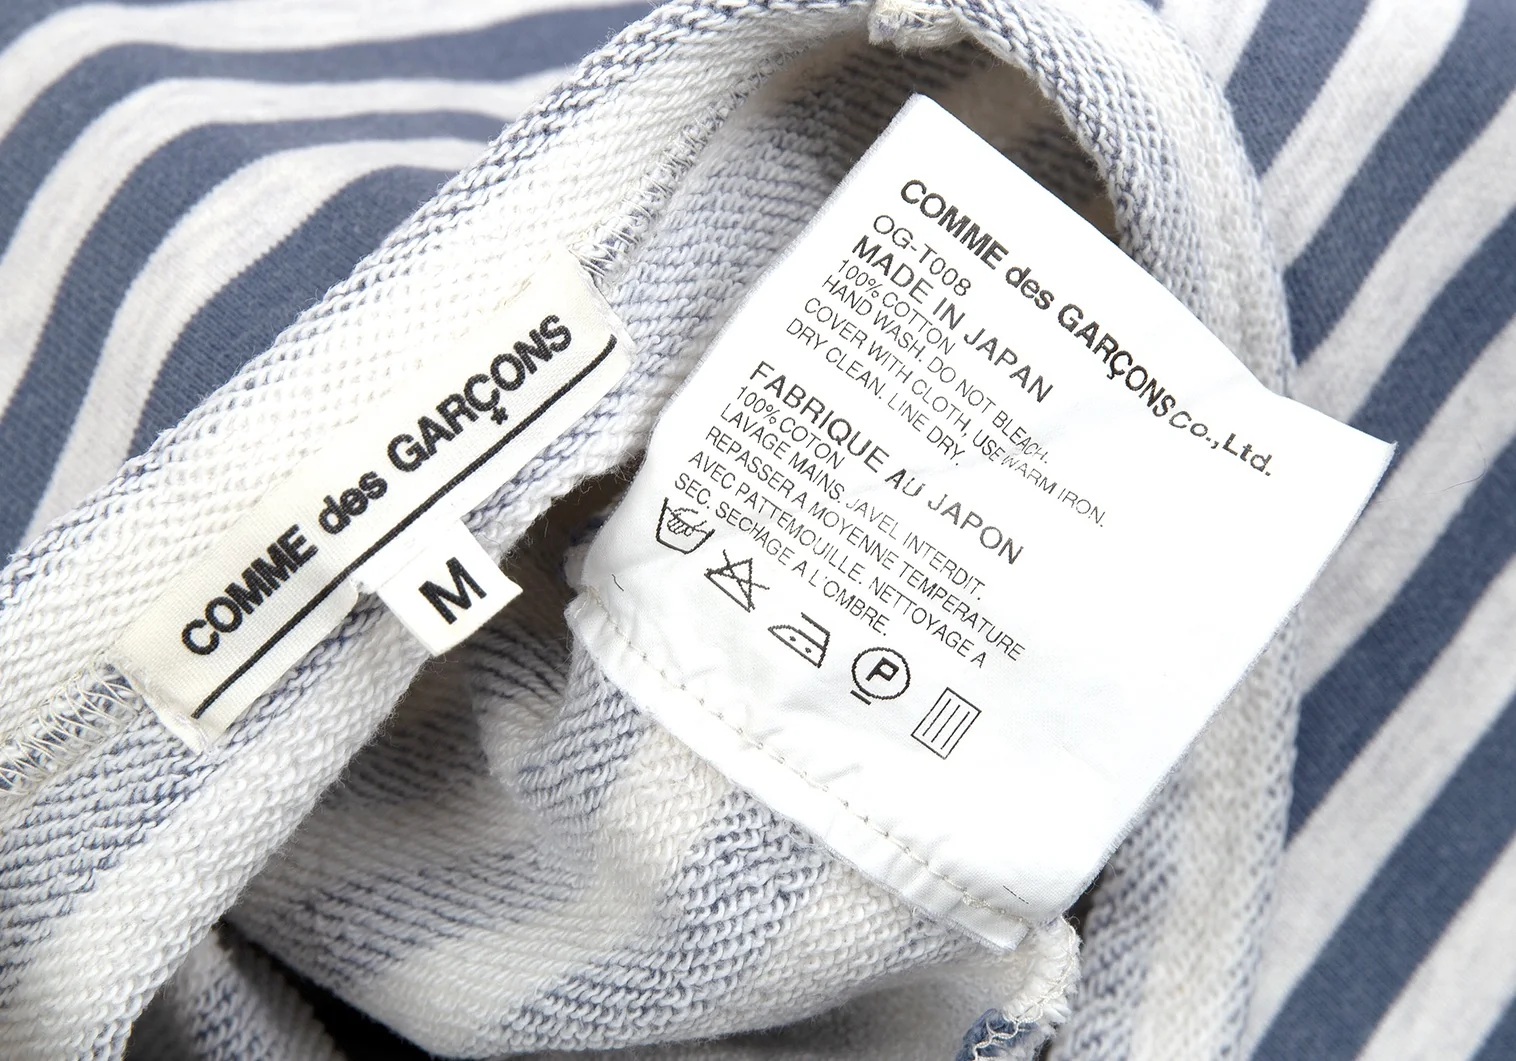 COMME des GARÇONS
M
COMME des GARÇONS Co., Ltd.
OG-T008
MADE IN JAPAN
100% COTTON
HAND WASH. DO NOT BLEACH.
COVER WITH CLOTH, USE WARM IRON.
DRY CLEAN. LINE DRY.
FABRIQUE AU JAPON
100% COTON
LAVAGE MAINS. JAVEL INTERDIT.
REPASSER A MOYENNE TEMPERATURE
AVEC PATTEMOUILLE. NETTOYAGE A
SEC. SECHAGE A L'OMBRE.
P